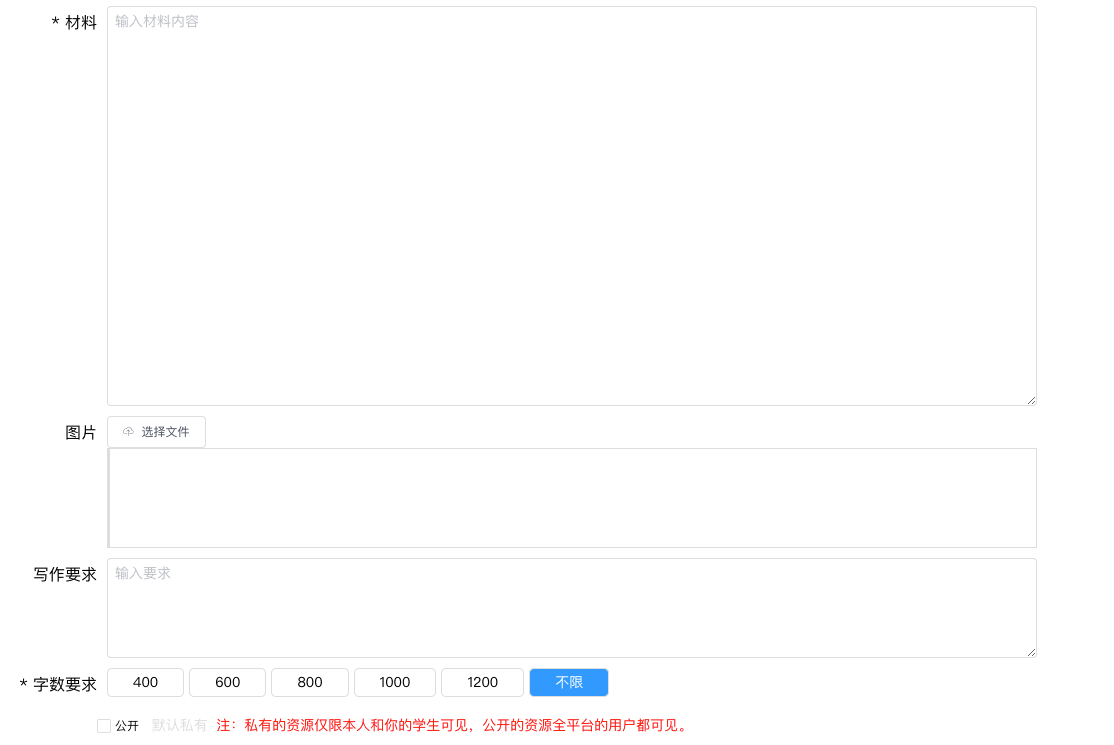 * 材料
输入材料内容
图片
选择文件
写作要求
输入要求
* 字数要求 400 600 800 1000 1200 不限
公开 默认私有 注：私有的资源仅限本人和你的学生可见，公开的资源全平台的用户都可见。